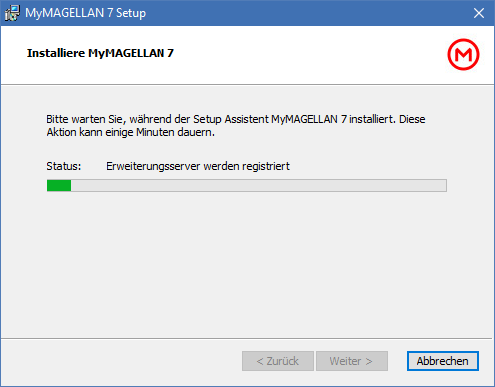 MyMAGELLAN 7 Setup
Installiere MyMAGELLAN 7
M
Bitte warten Sie, während der Setup Assistent MyMAGELLAN 7 installiert. Diese
Aktion kann einige Minuten dauern.
Status: Erweiterungsserver werden registriert
< Zurück Weiter > Abbrechen